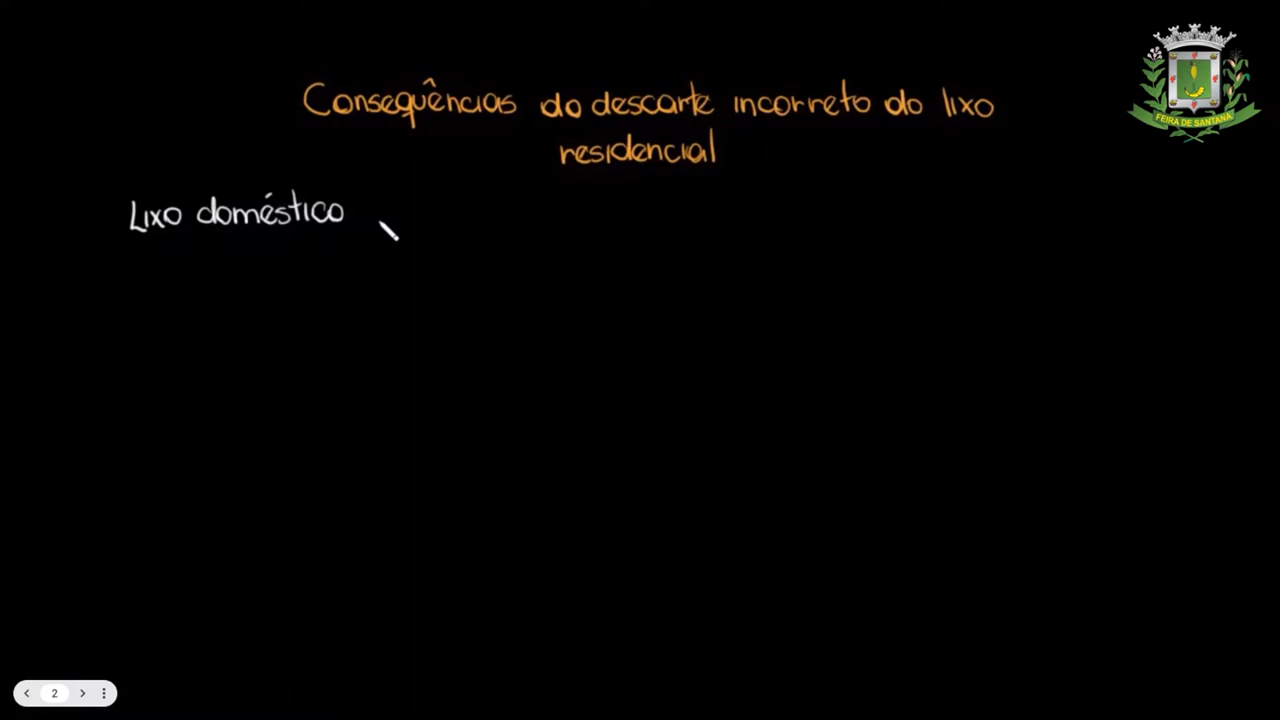 Consequências do descarte incorreto do lixo
residencial
FEIRA DE SANTANA
Lixo doméstico
2